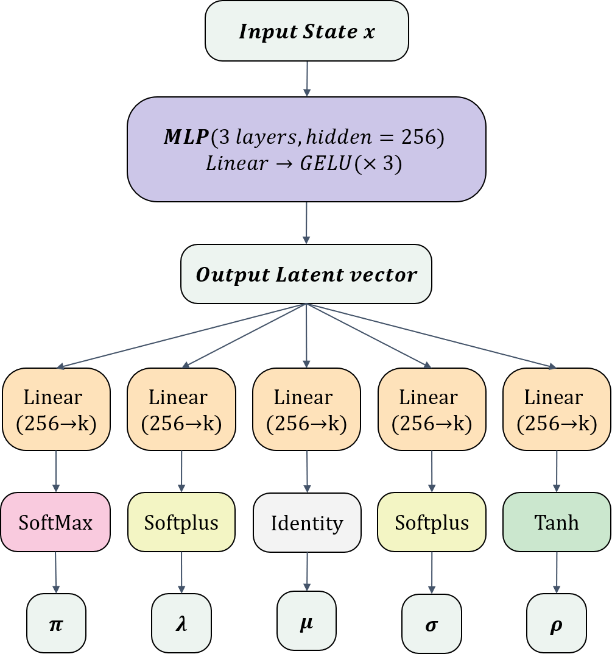 Input State x
MLP(3 layers, hidden = 256)
Linear → GELU(× 3)
Output Latent vector
Linear
(256→k)
Linear
(256→k)
Linear
(256→k)
Linear
(256→k)
Linear
(256→k)
SoftMax
Softplus
Identity
Softplus
Tanh
π
λ
μ
σ
ρ